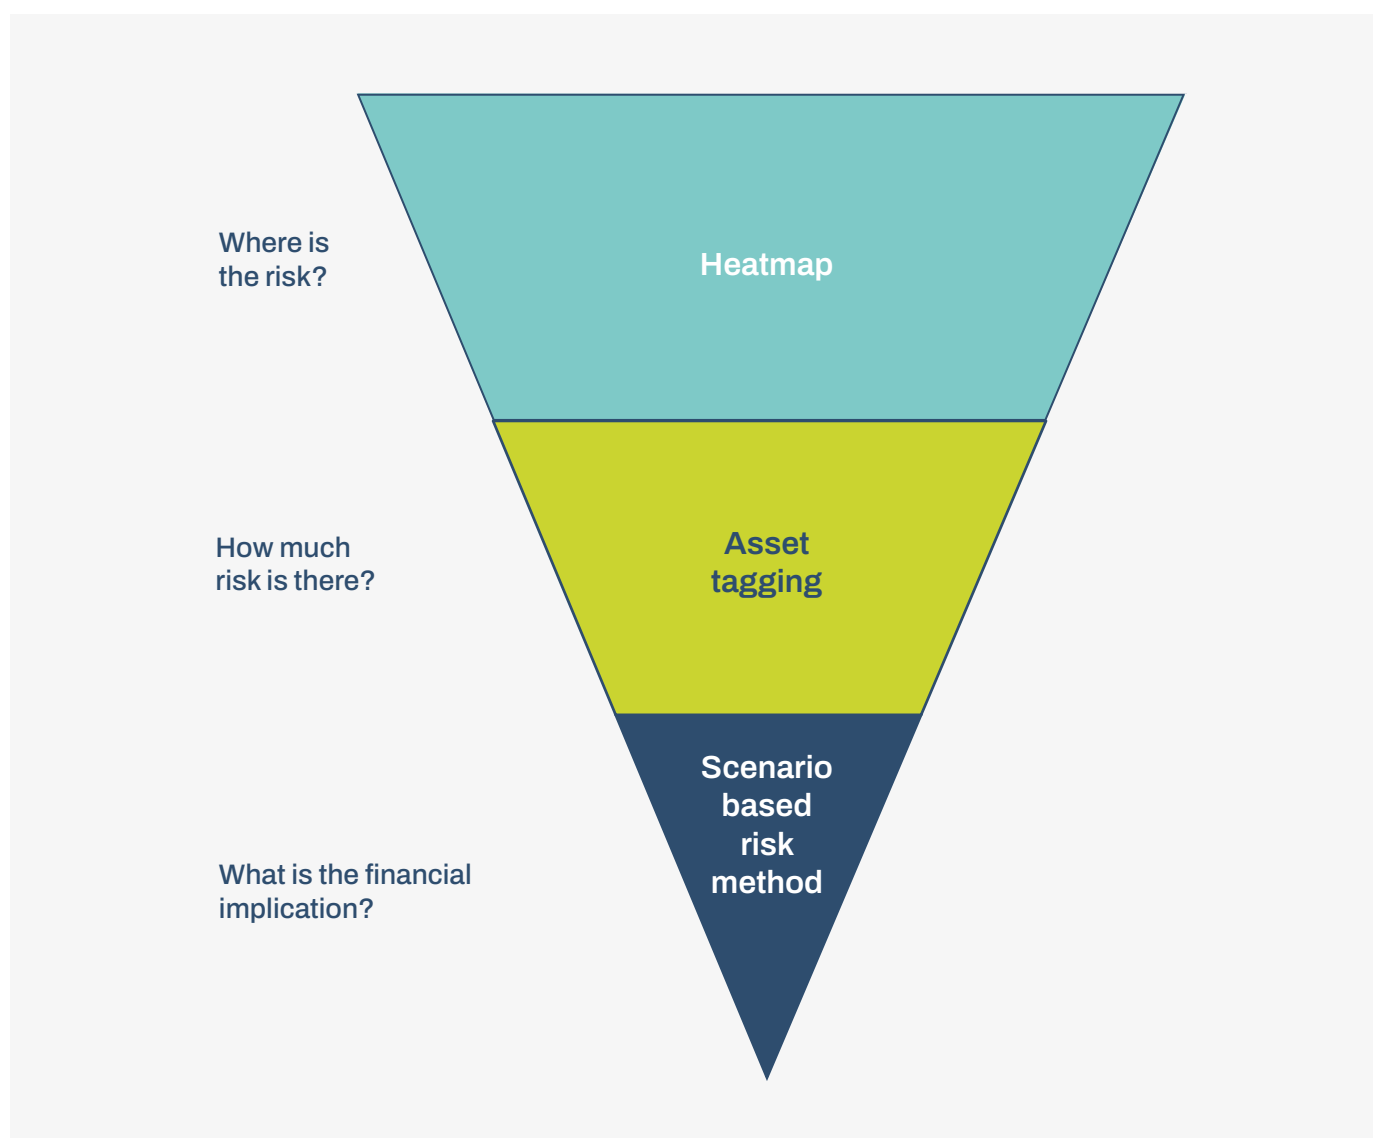 Where is
the risk?
Heatmap
How much
risk is there?
Asset
tagging
What is the financial
implication?
Scenario
based
risk
method